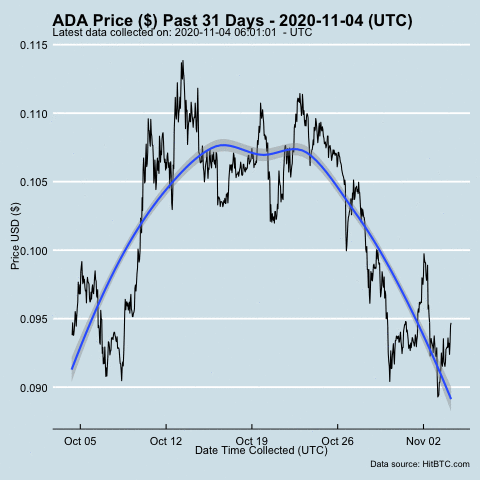 ADA Price ($) Past 31 Days - 2020-11-04 (UTC)
Latest data collected on: 2020-11-04 06:01:01 - UTC
0.115
0.110
0.105
0.100
0.095
0.090
Price USD ($)
Oct 05 Oct 12 Oct 19 Oct 26 Nov 02
Date Time Collected (UTC)
Data source: HitBTC.com